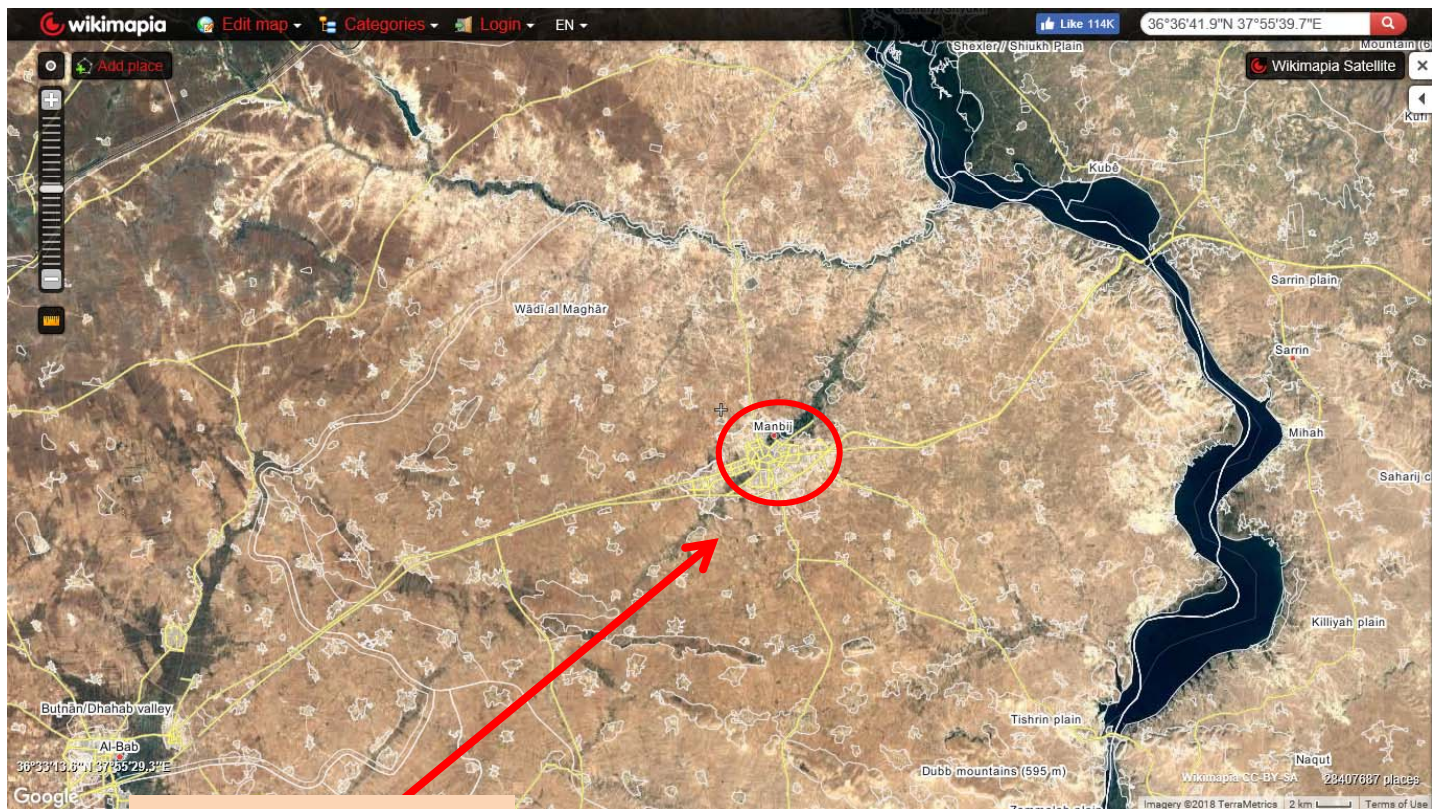 wikimapia
Edit map
Categories
Login
EN
Like 114K
36°36'41.9"N 37°55'39.7"E
Shexler / Shiukh Plain
Add place
Wikimapia Satellite
Kubê
Wādī al Maghār
Sarrin plain
Sarrin
Manbij
Mihah
Saharij c
Killiyah plain
Buṭnān/Dhahab valley
Tishrin plain
Al-Bab
36°33'13.6"N 37°55'29.3"E
Naqut
Dubb mountains (595 m)
Wikimapia CC-BY-SA
28407687 places
Google
Imagery ©2018 TerraMetrics
2 km
Terms of Use